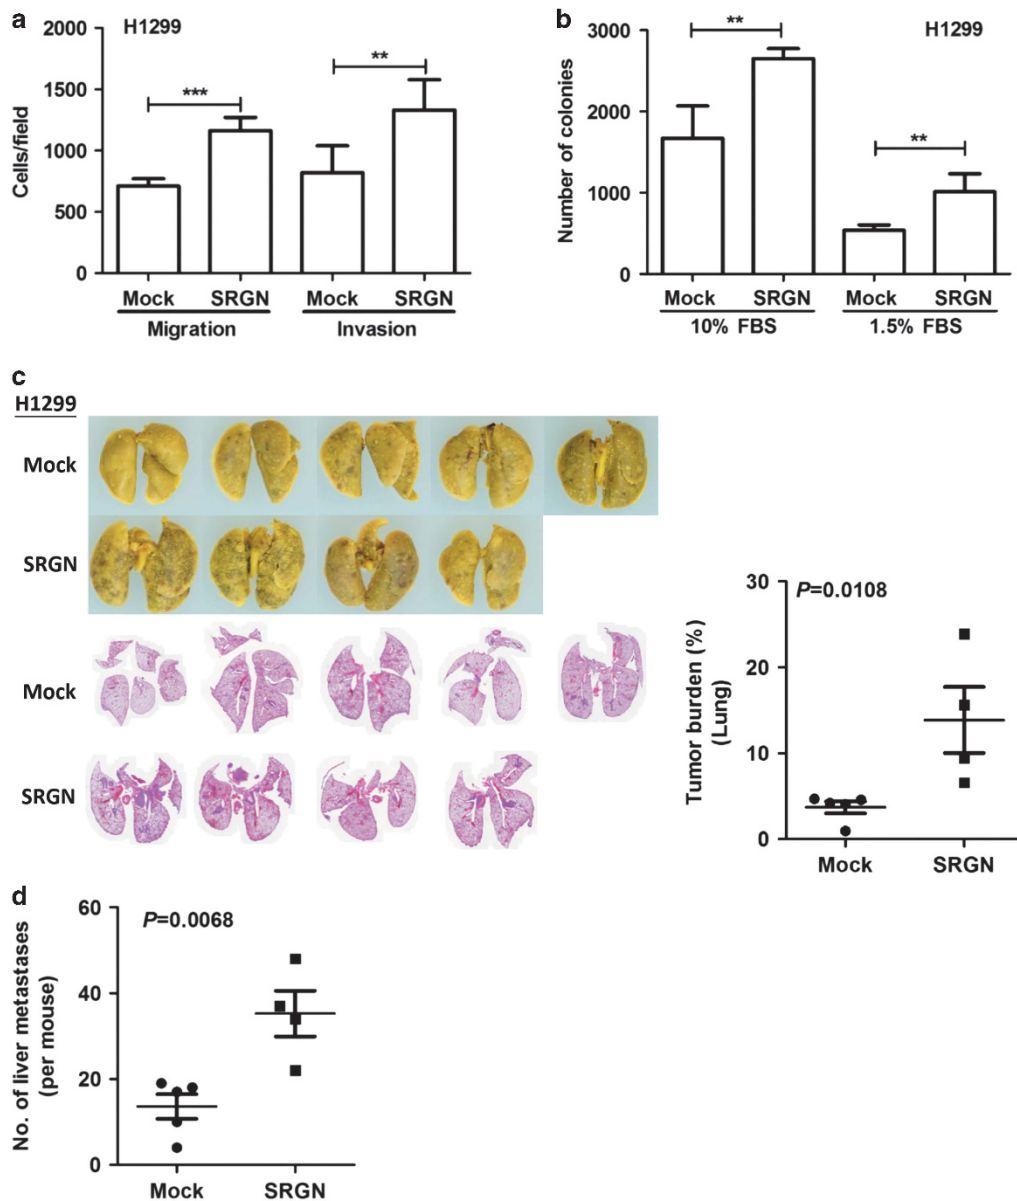 a
H1299
2000
1500
1000
500
0
Cells/field
***
**
Mock SRGN Mock SRGN
Migration Invasion
b
H1299
3000
2000
1000
0
Number of colonies
**
**
Mock SRGN Mock SRGN
10% FBS 1.5% FBS
c
H1299
Mock
SRGN
Mock
SRGN
P=0.0108
30
20
10
0
Tumor burden (%)
(Lung)
Mock SRGN
d
P=0.0068
60
40
20
0
No. of liver metastases
(per mouse)
Mock SRGN